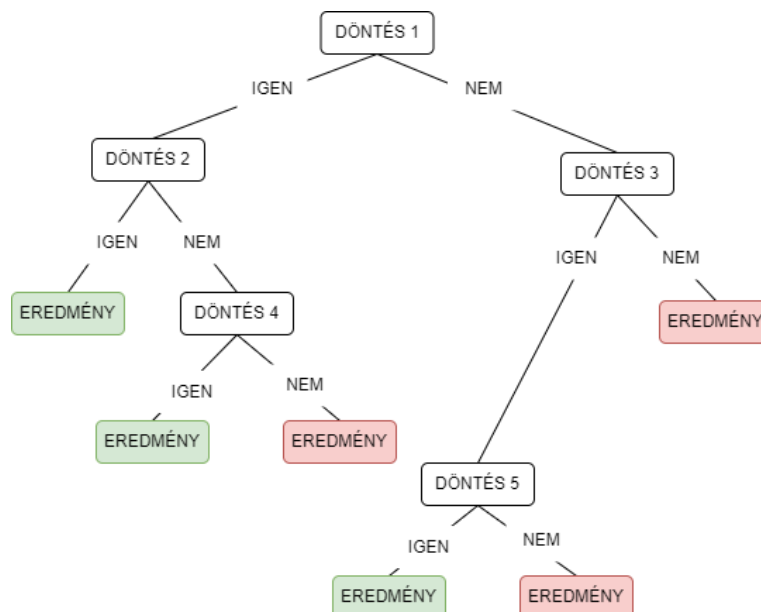 DÖNTÉS 1
IGEN
NEM
DÖNTÉS 2
DÖNTÉS 3
IGEN
NEM
IGEN
NEM
EREDMÉNY
DÖNTÉS 4
EREDMÉNY
IGEN
NEM
EREDMÉNY
EREDMÉNY
DÖNTÉS 5
IGEN
NEM
EREDMÉNY
EREDMÉNY